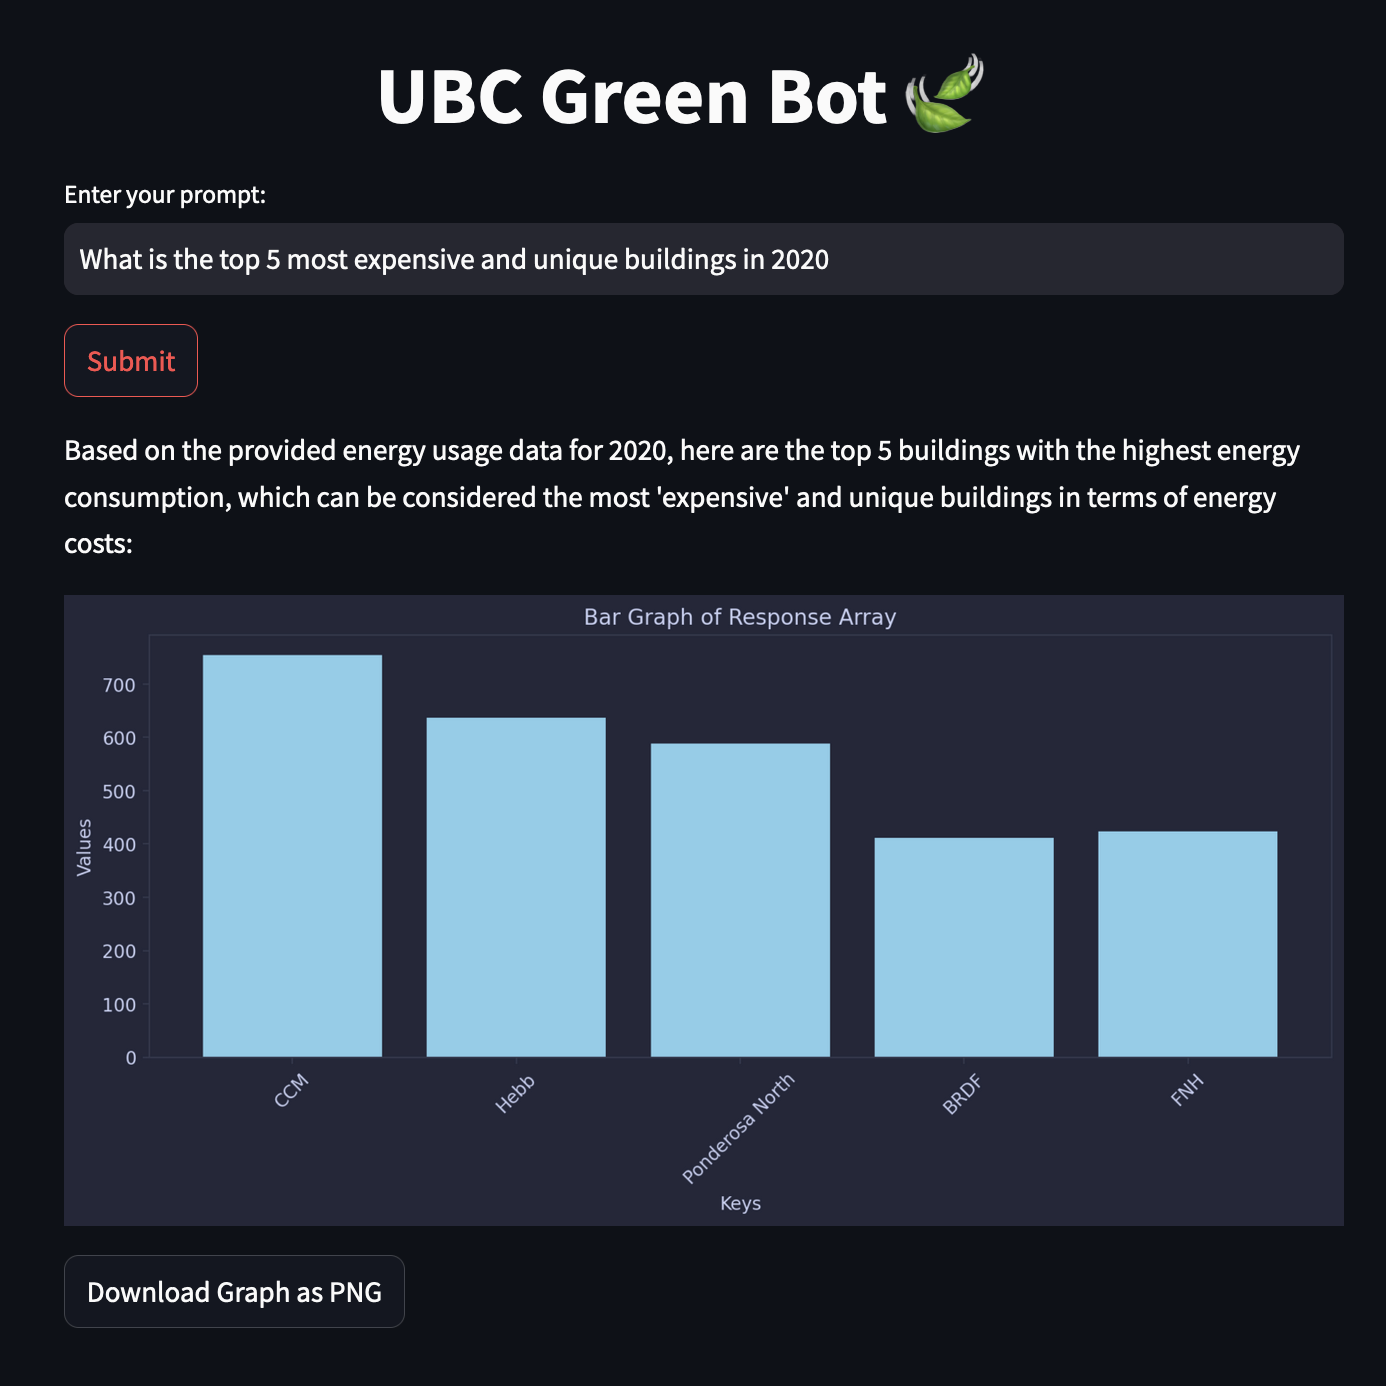 UBC Green Bot
Enter your prompt:
What is the top 5 most expensive and unique buildings in 2020
Submit
Based on the provided energy usage data for 2020, here are the top 5 buildings with the highest energy
consumption, which can be considered the most 'expensive' and unique buildings in terms of energy
costs:
Bar Graph of Response Array
Values
700
600
500
400
300
200
100
0
CCM
Hebb
Ponderosa North
BRDF
FNH
Keys
Download Graph as PNG